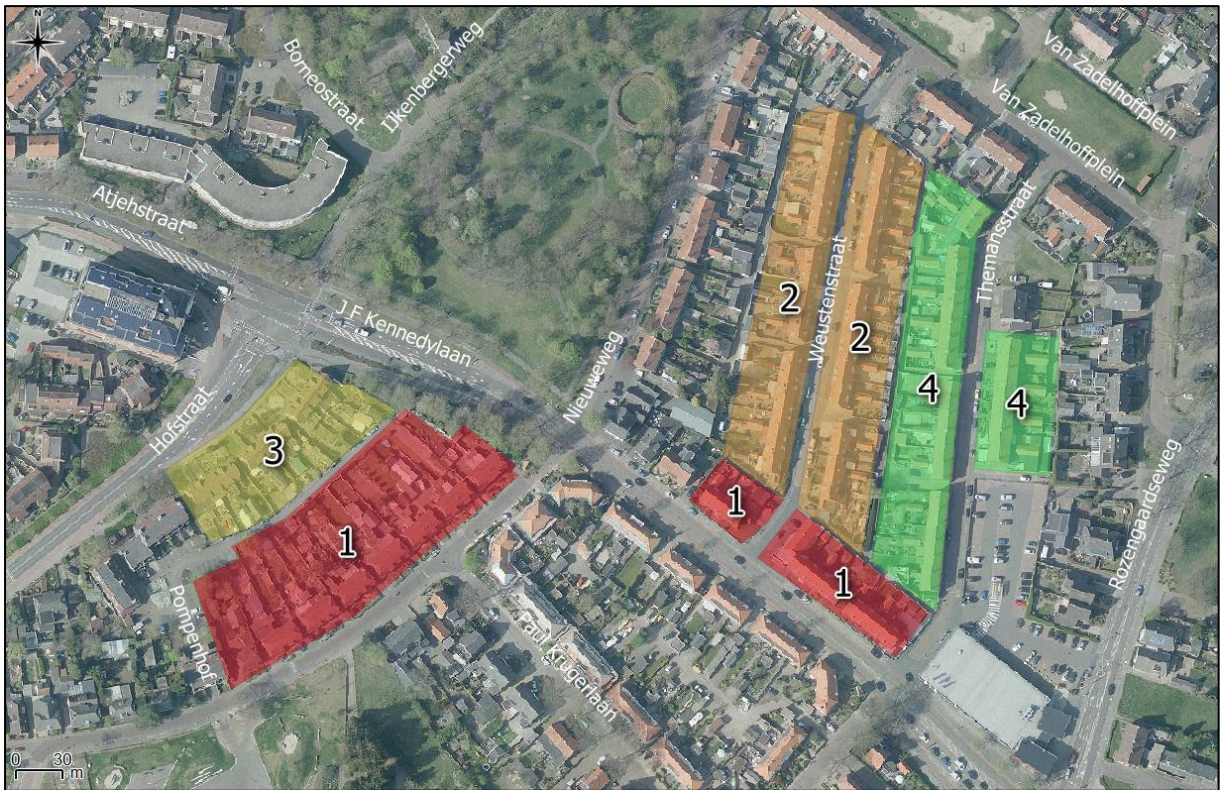 N
Borneostraat
IJkenbergerweg
Van Zadelhoffplein
Van Zadelhoffplein
Atjehstraat
Themansstraat
2
Weustenstraat
2
J F Kennedylaan
Nieuweweg
4
4
Hofstraat
3
1
1
1
Rozengaardseweg
Pompenhof
Paul Krugerlaan
0 30
m